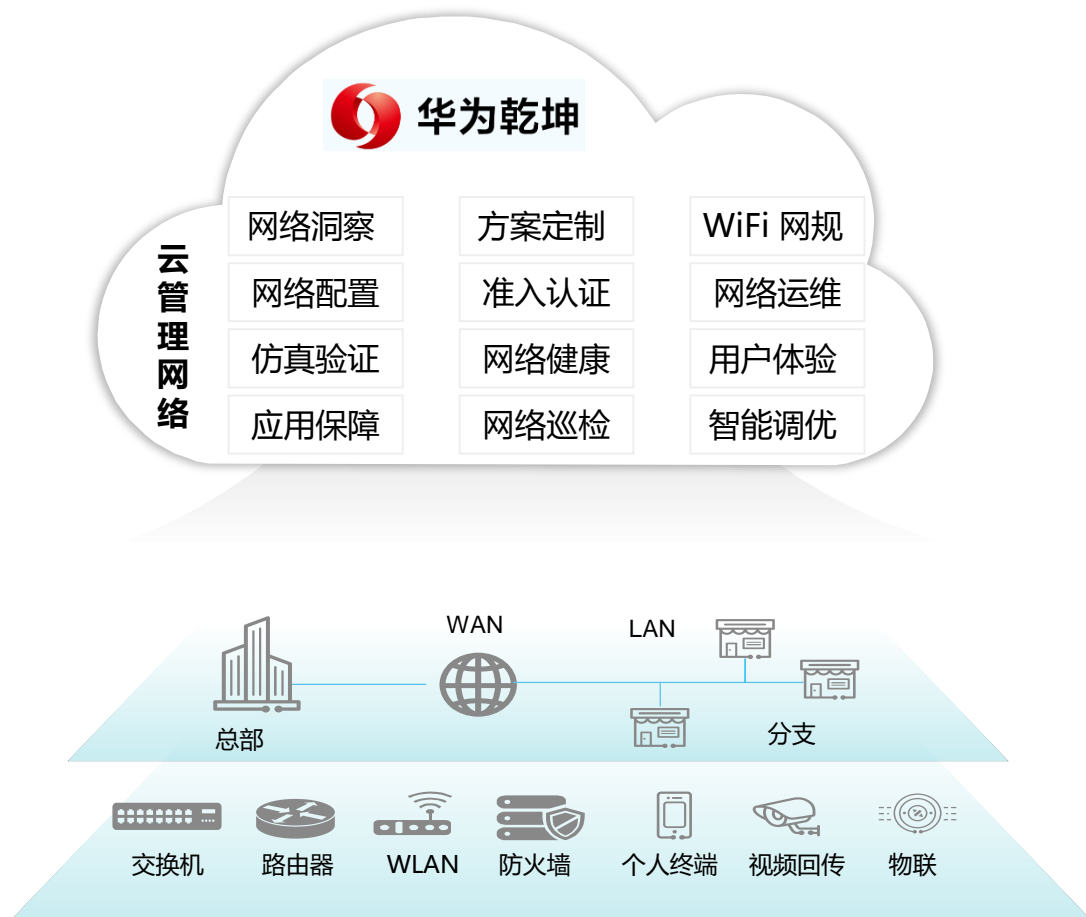 华为乾坤
云管理网络
网络洞察 方案定制 WiFi 网规
网络配置 准入认证 网络运维
仿真验证 网络健康 用户体验
应用保障 网络巡检 智能调优
WAN LAN
总部 分支
交换机 路由器 WLAN 防火墙 个人终端 视频回传 物联